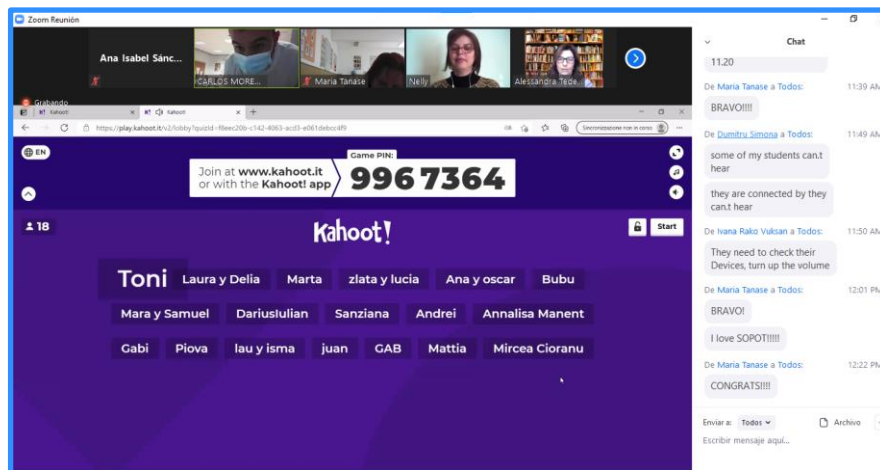 Zoom Reunión
Ana Isabel Sánc...
CARLOS MORE...
Maria Tanase
Nelly
Alessandra Tede...
Grabando
Kahoot!
Kahoot!
https://play.kahoot.it/v2/lobby?quizId=
Sincronizzazione non in corso
EN
Join at www.kahoot.it
or with the Kahoot! app
Game PIN:
996 7364
18
Kahoot!
Start
Toni Laura y Delia Marta zlata y lucia Ana y oscar Bubu
Mara y Samuel DariusIulian Sanziana Andrei Annalisa Manent
Gabi Piova lau y isma juan GAB Mattia Mircea Cioranu
Chat
11.20
De Maria Tanase a Todos: 11:39 AM
BRAVO!!!!
De Dumitru Simona a Todos: 11:49 AM
some of my students can.t
hear
they are connected by they
can.t hear
De Ivana Rako Vuksan a Todos: 11:50 AM
They need to check their
Devices, turn up the volume
De Maria Tanase a Todos: 12:01 PM
BRAVO!
I love SOPOT!!!!!
De Maria Tanase a Todos: 12:22 PM
CONGRATS!!!!
Enviar a: Todos Archivo
Escribir mensaje aquí...